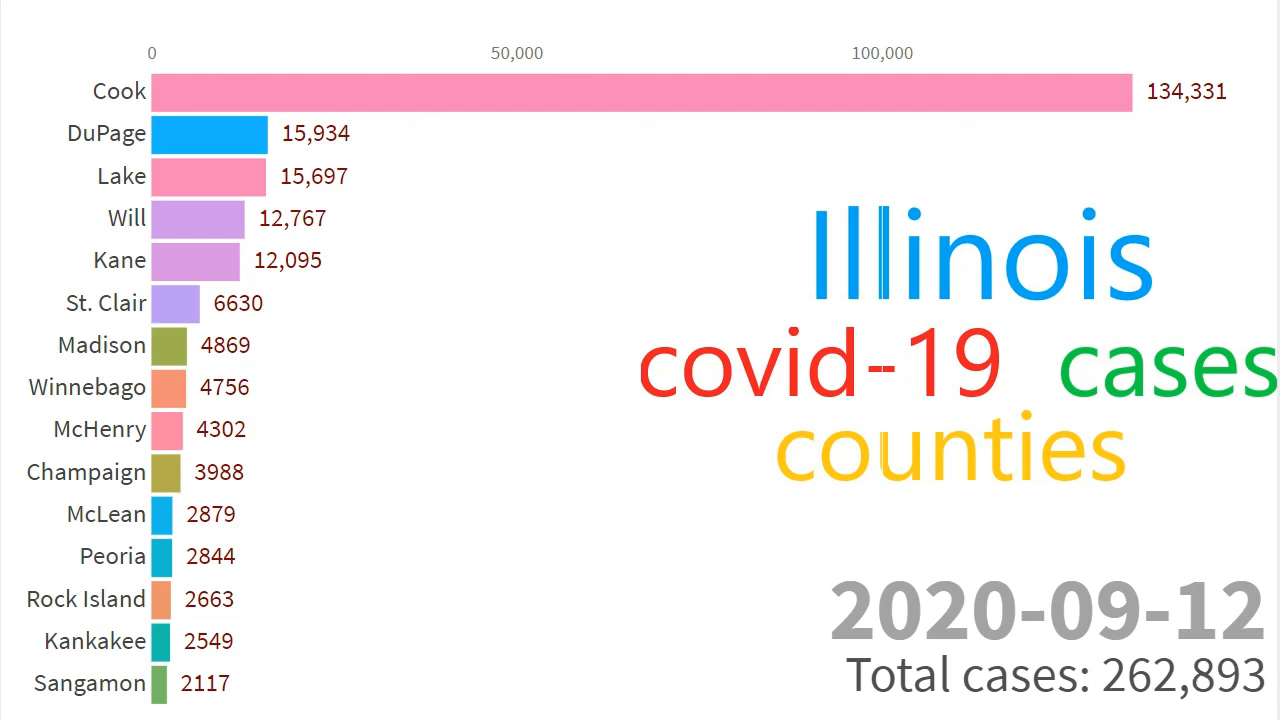 0 50,000 100,000
Cook 134,331
DuPage 15,934
Lake 15,697
Will 12,767
Kane 12,095
St. Clair 6630
Madison 4869
Winnebago 4756
McHenry 4302
Champaign 3988
McLean 2879
Peoria 2844
Rock Island 2663
Kankakee 2549
Sangamon 2117
Illinois
covid-19 cases
counties
2020-09-12
Total cases: 262,893